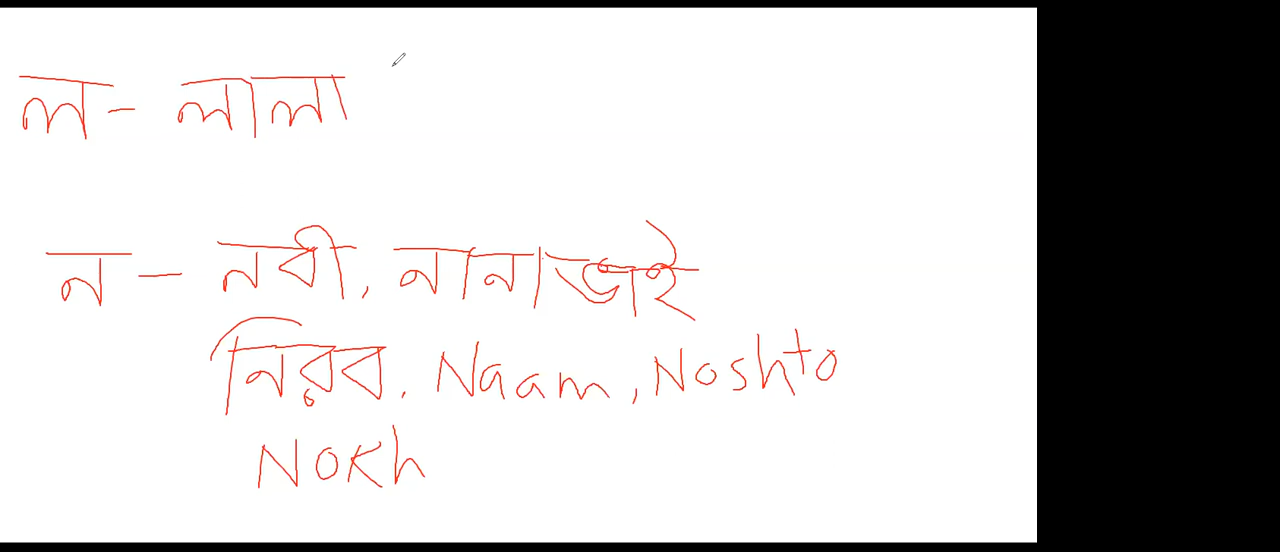 ল - লালা
ন - নবী, নানাভাই
নিরব, Naam, Noshto
Nokh